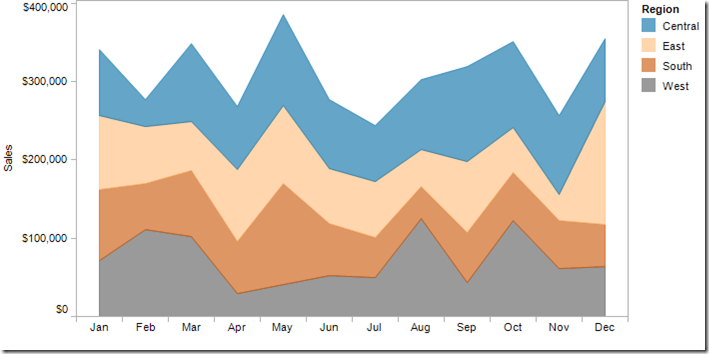 Region
Central
East
South
West
$400,000
$300,000
$200,000
$100,000
$0
Sales
Jan Feb Mar Apr May Jun Jul Aug Sep Oct Nov Dec